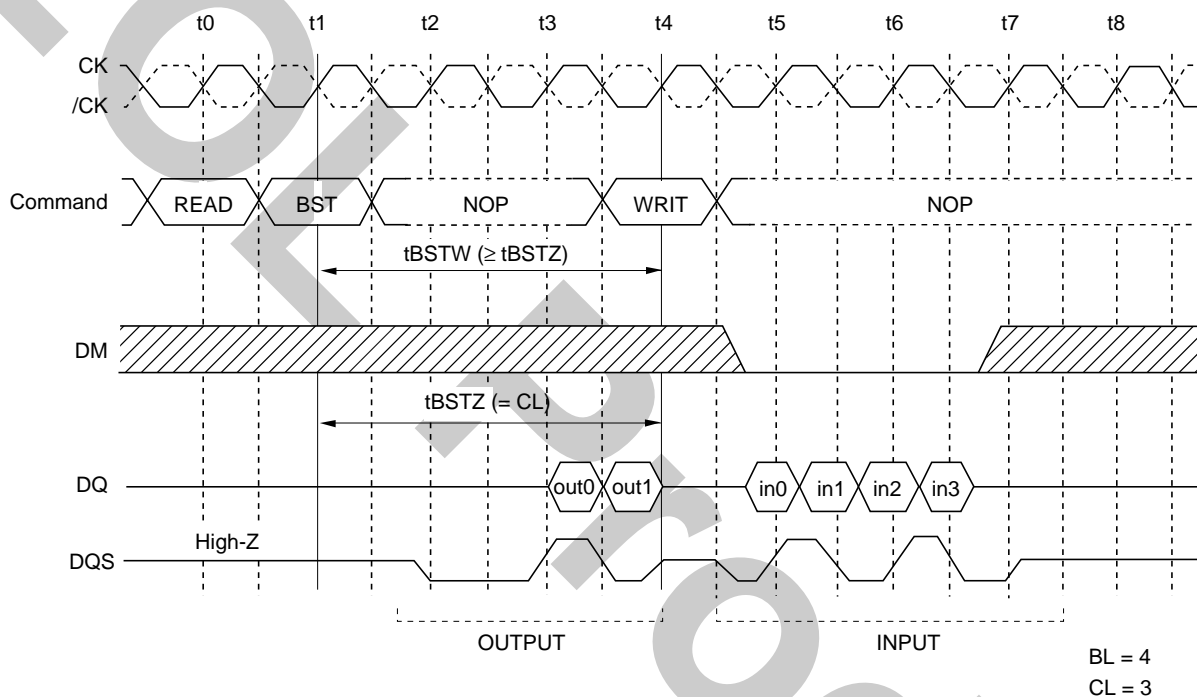 t0 t1 t2 t3 t4 t5 t6 t7 t8
CK
/CK
Command READ BST NOP WRIT NOP
tBSTW (≥ tBSTZ)
DM
tBSTZ (= CL)
DQ out0 out1 in0 in1 in2 in3
High-Z
DQS
OUTPUT INPUT
BL = 4
CL = 3